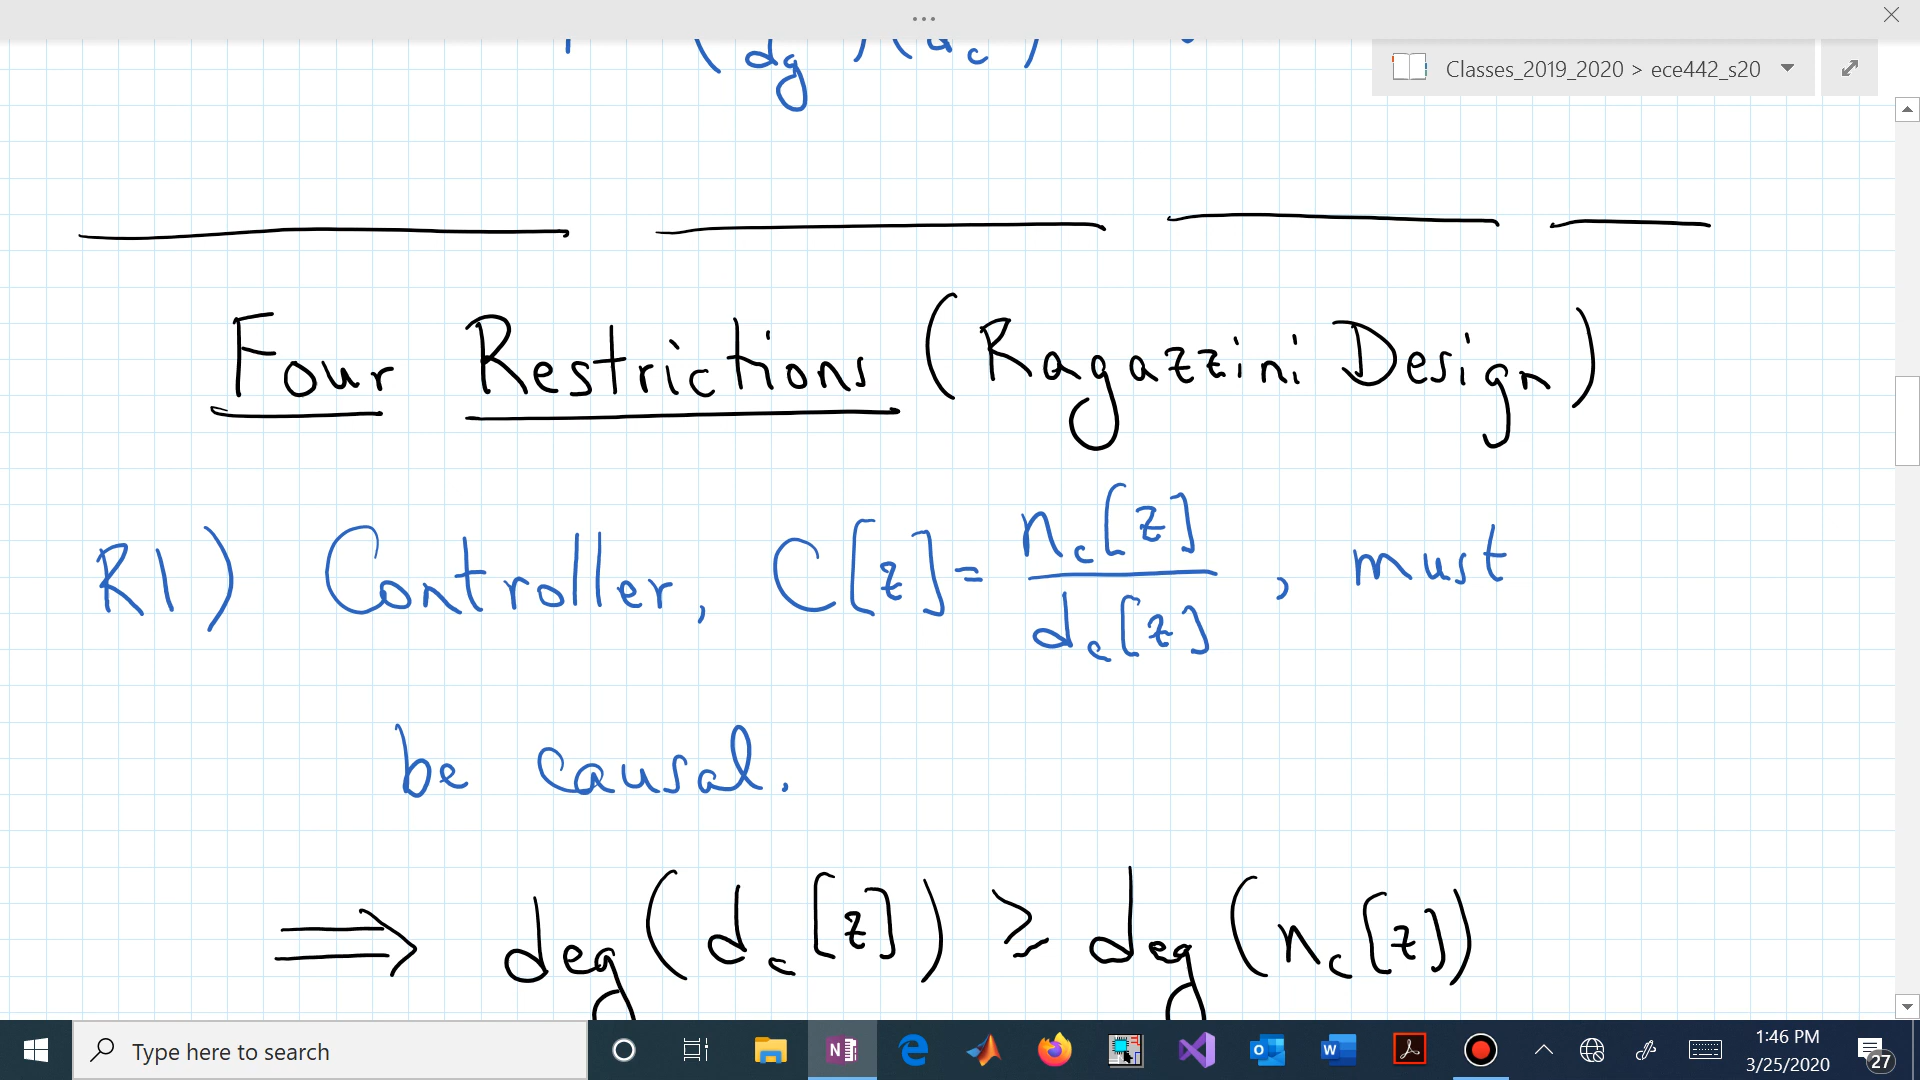 Classes_2019_2020 > ece442_s20
Four Restrictions (Ragazzini Design)
R1) Controller, C[z] = n_c[z] / d_c[z] , must
be causal.
⟹ deg(d_c[z]) ≥ deg(n_c[z])
Type here to search
1:46 PM
3/25/2020
27